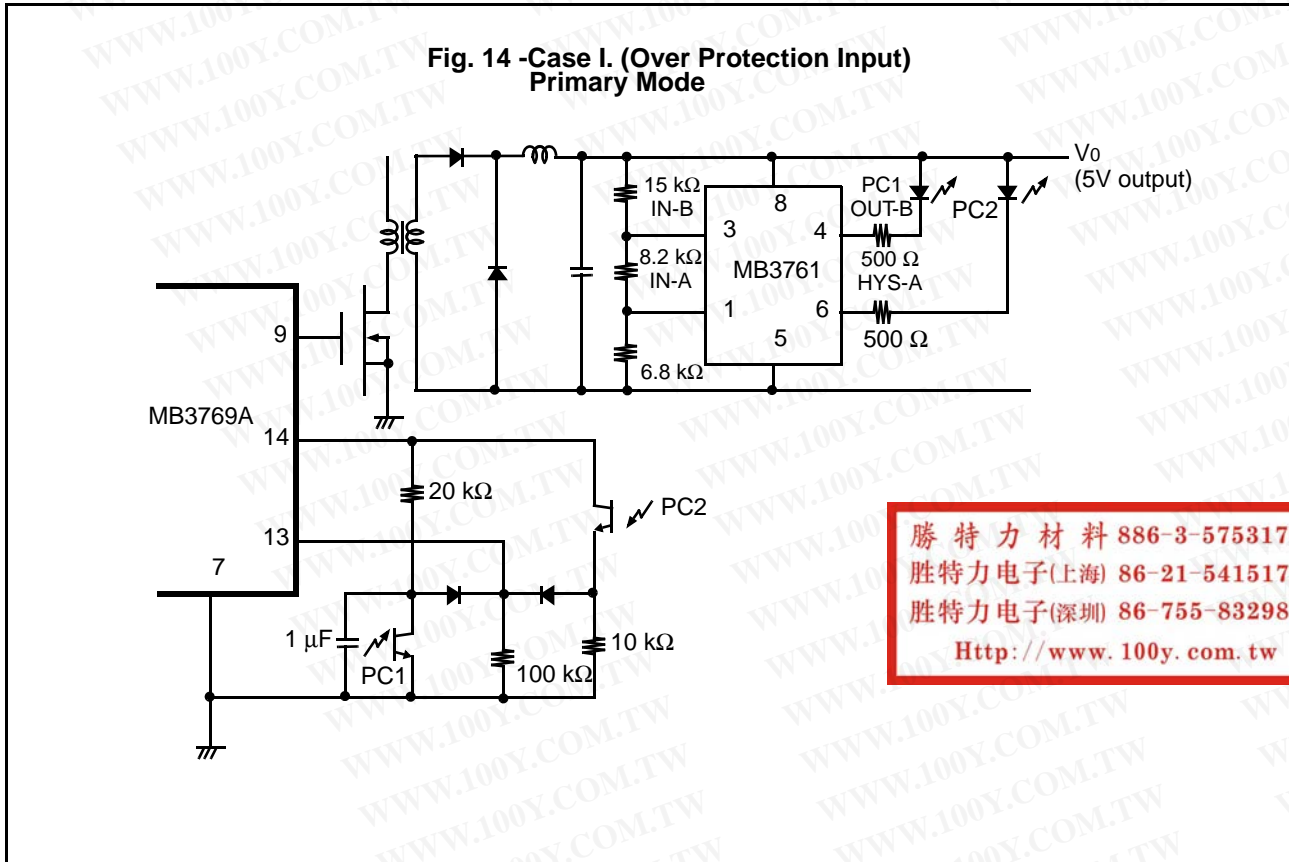 Fig. 14 -Case I. (Over Protection Input)
Primary Mode
V0
(5V output)
15 kΩ
IN-B
8.2 kΩ
IN-A
6.8 kΩ
3
8
4
MB3761
1
6
5
PC1
OUT-B
PC2
500 Ω
HYS-A
500 Ω
9
MB3769A
14
20 kΩ
PC2
13
7
1 μF
PC1
100 kΩ
10 kΩ
勝 特 力 材 料 886-3-575317
胜特力电子(上海) 86-21-541517
胜特力电子(深圳) 86-755-83298
Http://www.100y.com.tw
WWW.100Y.COM.TW